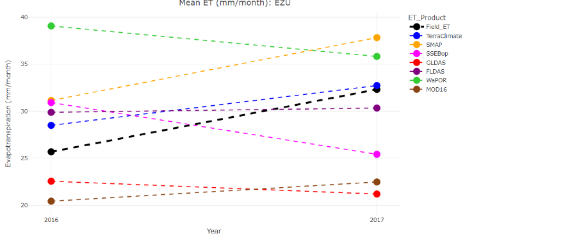 Mean ET (mm/month): EZU
Evapotranspiration (mm/month)
40
35
30
25
20
2016
2017
Year
ET_Product
Field_ET
TerraClimate
SMAP
SSEBop
GLDAS
FLDAS
WaPOR
MOD16